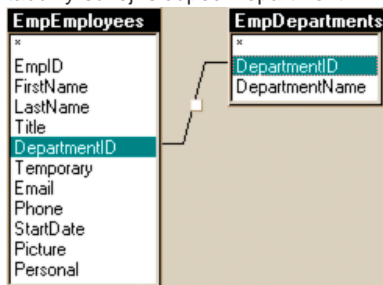 EmpEmployees
*
EmpID
FirstName
LastName
Title
DepartmentID
Temporary
Email
Phone
StartDate
Picture
Personal
EmpDepartments
*
DepartmentID
DepartmentName